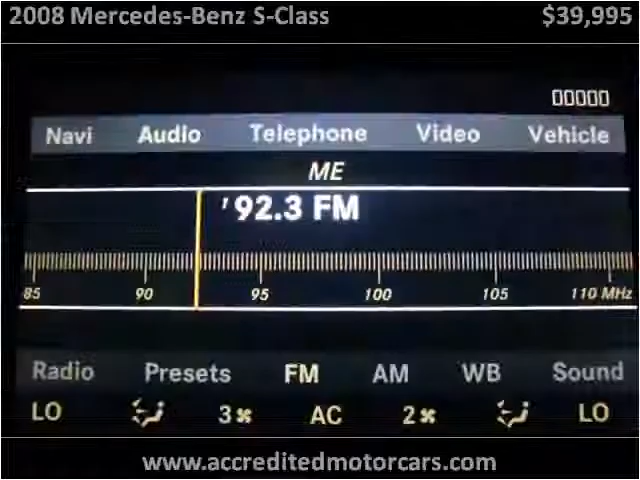 2008 Mercedes-Benz S-Class $39,995
Navi Audio Telephone Video Vehicle
ME
'92.3 FM
85 90 95 100 105 110 MHz
Radio Presets FM AM WB Sound
LO 3 AC 2 LO
www.accreditedmotorcars.com